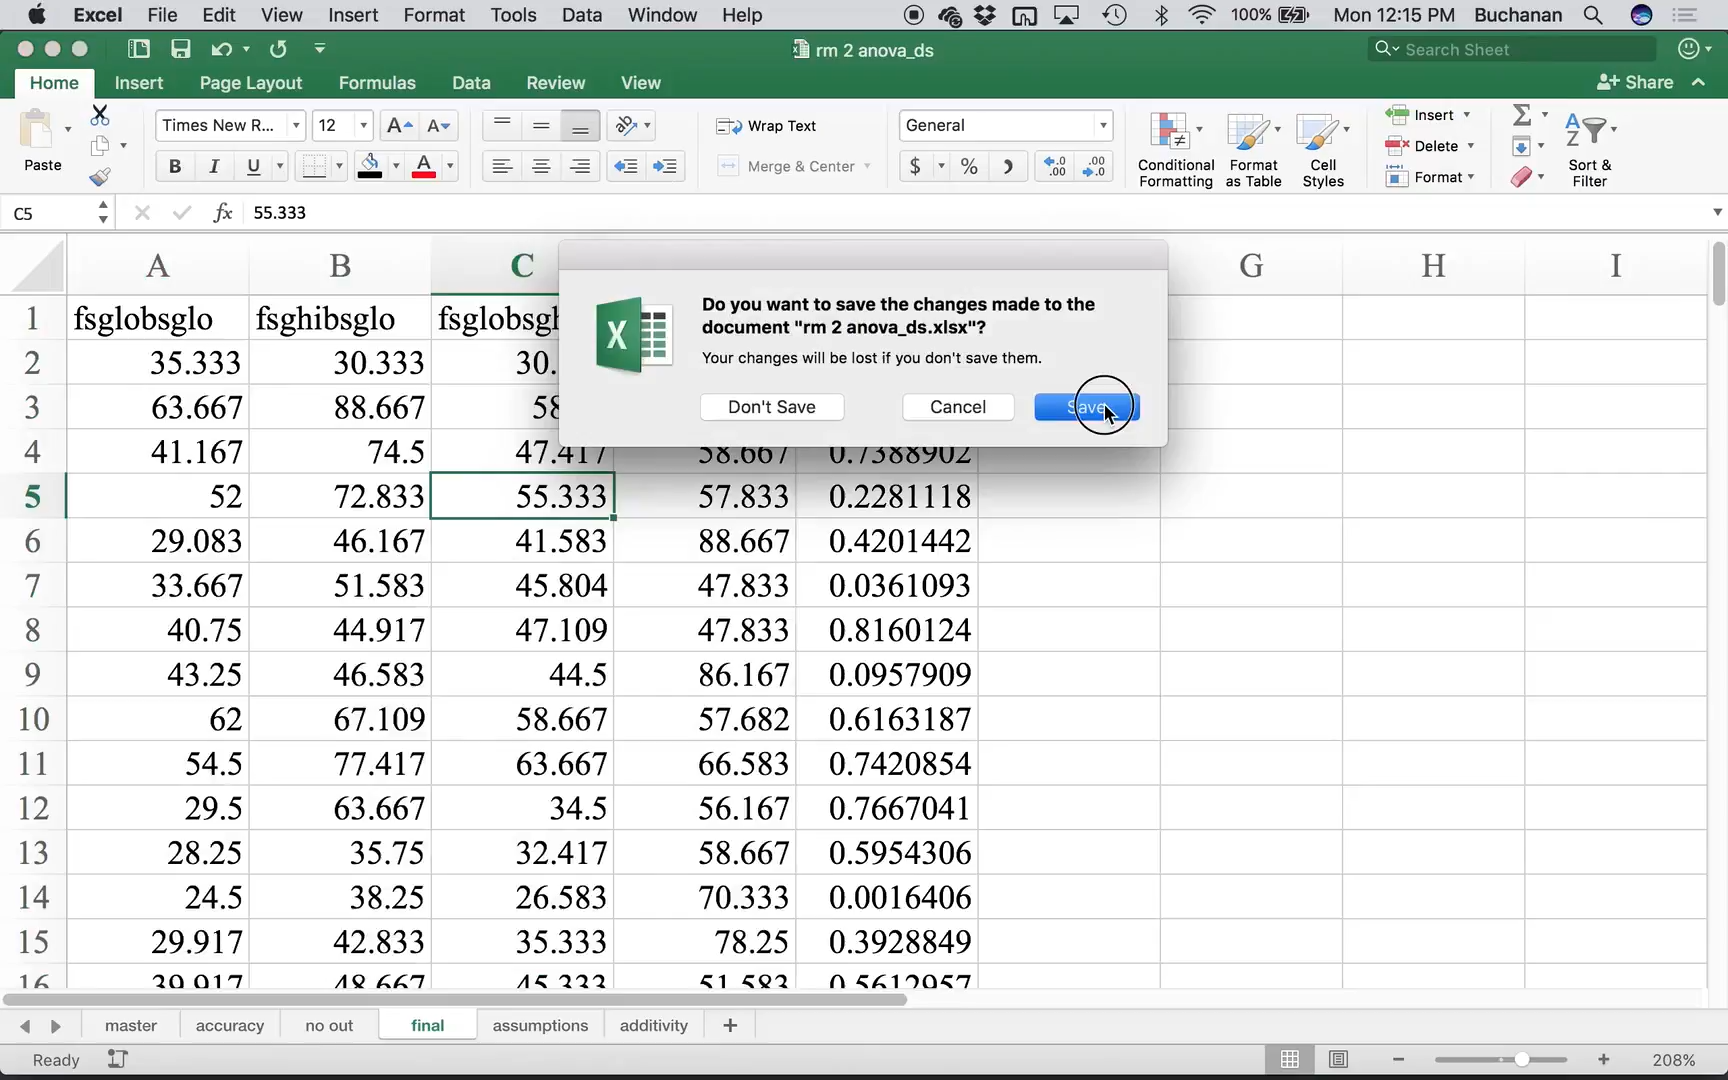 Excel File Edit View Insert Format Tools Data Window Help 100% Mon 12:15 PM Buchanan
rm 2 anova_ds
Search Sheet
Home Insert Page Layout Formulas Data Review View
Share
Paste
Times New R... 12
A A
B I U A
Wrap Text
Merge & Center
General
$ %
Conditional Formatting
Format as Table
Cell Styles
Insert
Delete
Format
Sort & Filter
C5 fx 55.333
A B C G H I
Do you want to save the changes made to the
document "rm 2 anova_ds.xlsx"?
Your changes will be lost if you don't save them.
Don't Save Cancel Save
1 fsglobsglo fsghibsglo
2 35.333 30.333
3 63.667 88.667
4 41.167 74.5 47.417 58.667 0.7388902
5 52 72.833 55.333 57.833 0.2281118
6 29.083 46.167 41.583 88.667 0.4201442
7 33.667 51.583 45.804 47.833 0.0361093
8 40.75 44.917 47.109 47.833 0.8160124
9 43.25 46.583 44.5 86.167 0.0957909
10 62 67.109 58.667 57.682 0.6163187
11 54.5 77.417 63.667 66.583 0.7420854
12 29.5 63.667 34.5 56.167 0.7667041
13 28.25 35.75 32.417 58.667 0.5954306
14 24.5 38.25 26.583 70.333 0.0016406
15 29.917 42.833 35.333 78.25 0.3928849
16 39.917 48.667 45.333 51.583 0.5612957
master accuracy no out final assumptions additivity +
Ready 208%